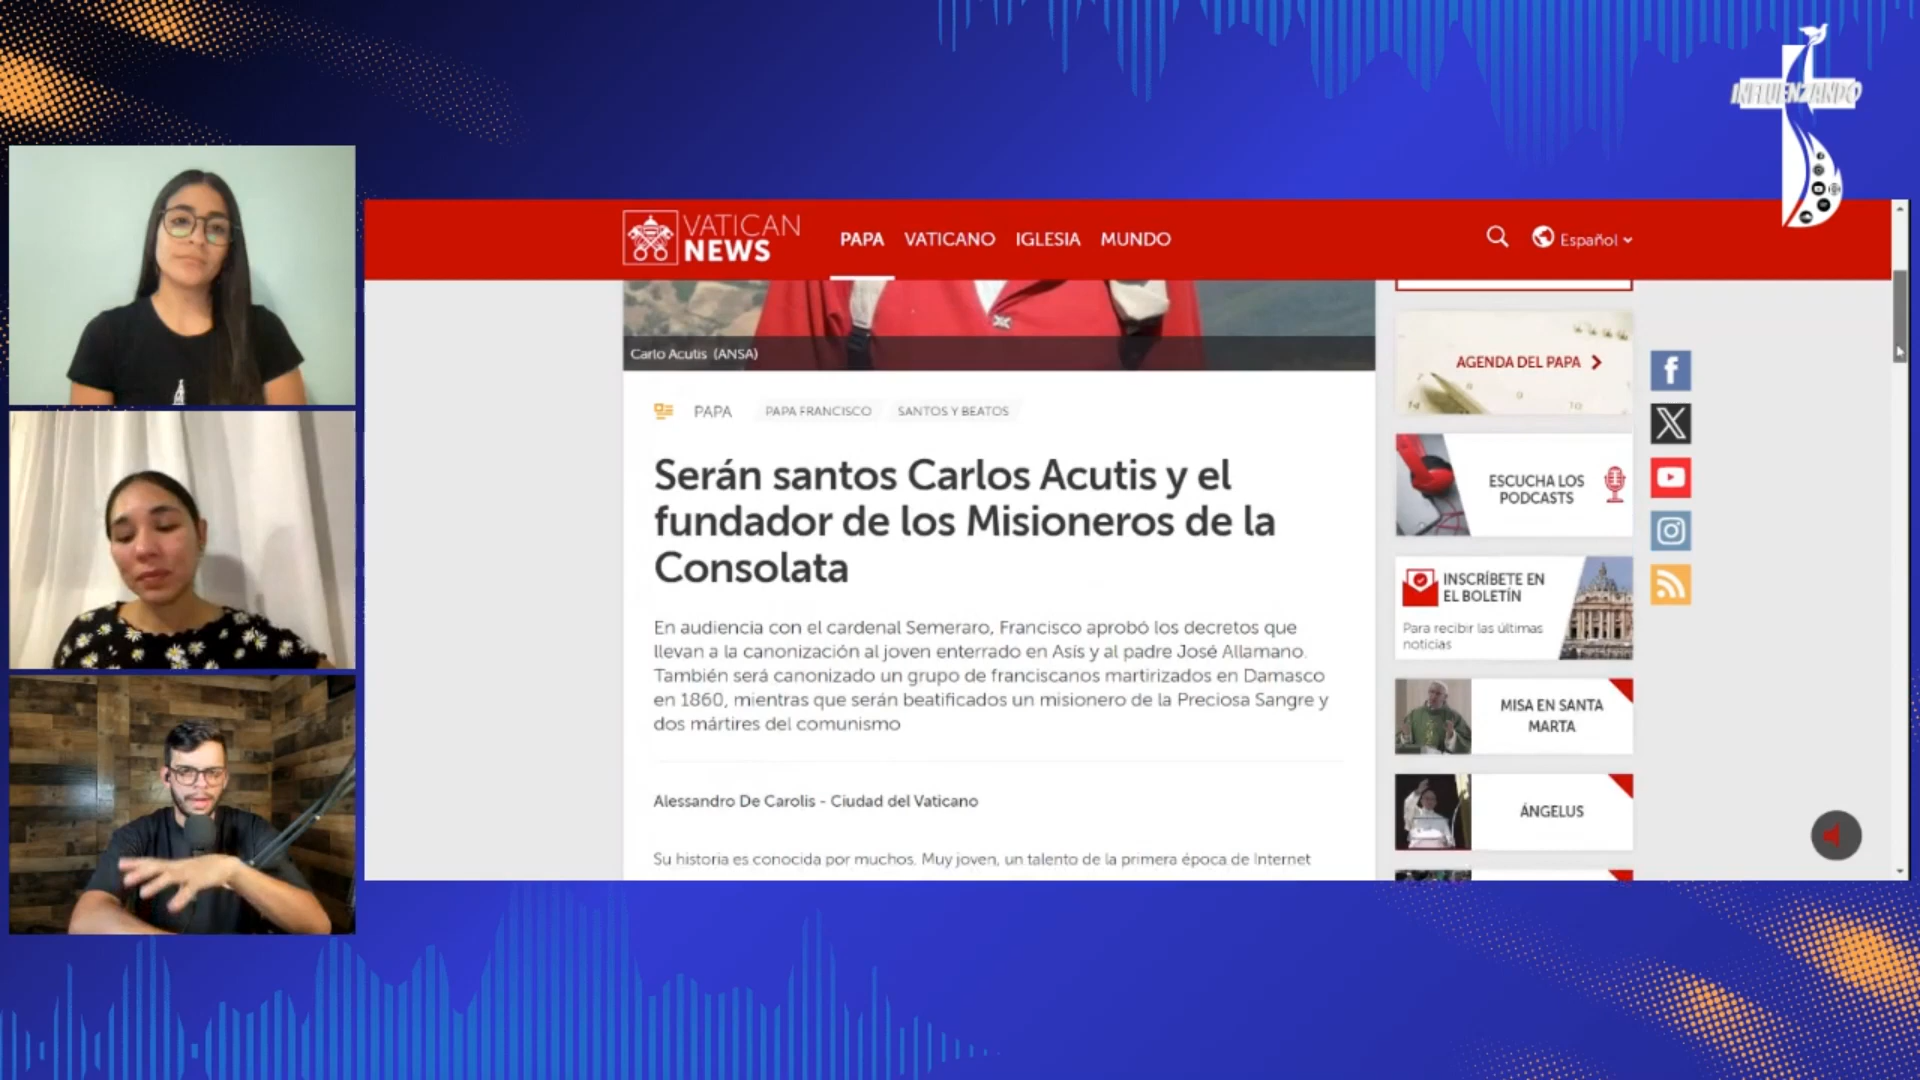 INFLUENZANDO
VATICAN
NEWS
PAPA
VATICANO
IGLESIA
MUNDO
Español
Carlo Acutis (ANSA)
PAPA
PAPA FRANCISCO
SANTOS Y BEATOS
Serán santos Carlos Acutis y el
fundador de los Misioneros de la
Consolata
En audiencia con el cardenal Semeraro, Francisco aprobó los decretos que
llevan a la canonización al joven enterrado en Asís y al padre José Allamano.
También será canonizado un grupo de franciscanos martirizados en Damasco
en 1860, mientras que serán beatificados un misionero de la Preciosa Sangre y
dos mártires del comunismo
Alessandro De Carolis - Ciudad del Vaticano
Su historia es conocida por muchos. Muy joven, un talento de la primera época de Internet
AGENDA DEL PAPA
ESCUCHA LOS
PODCASTS
INSCRÍBETE EN
EL BOLETÍN
Para recibir las últimas
noticias
MISA EN SANTA
MARTA
ÁNGELUS